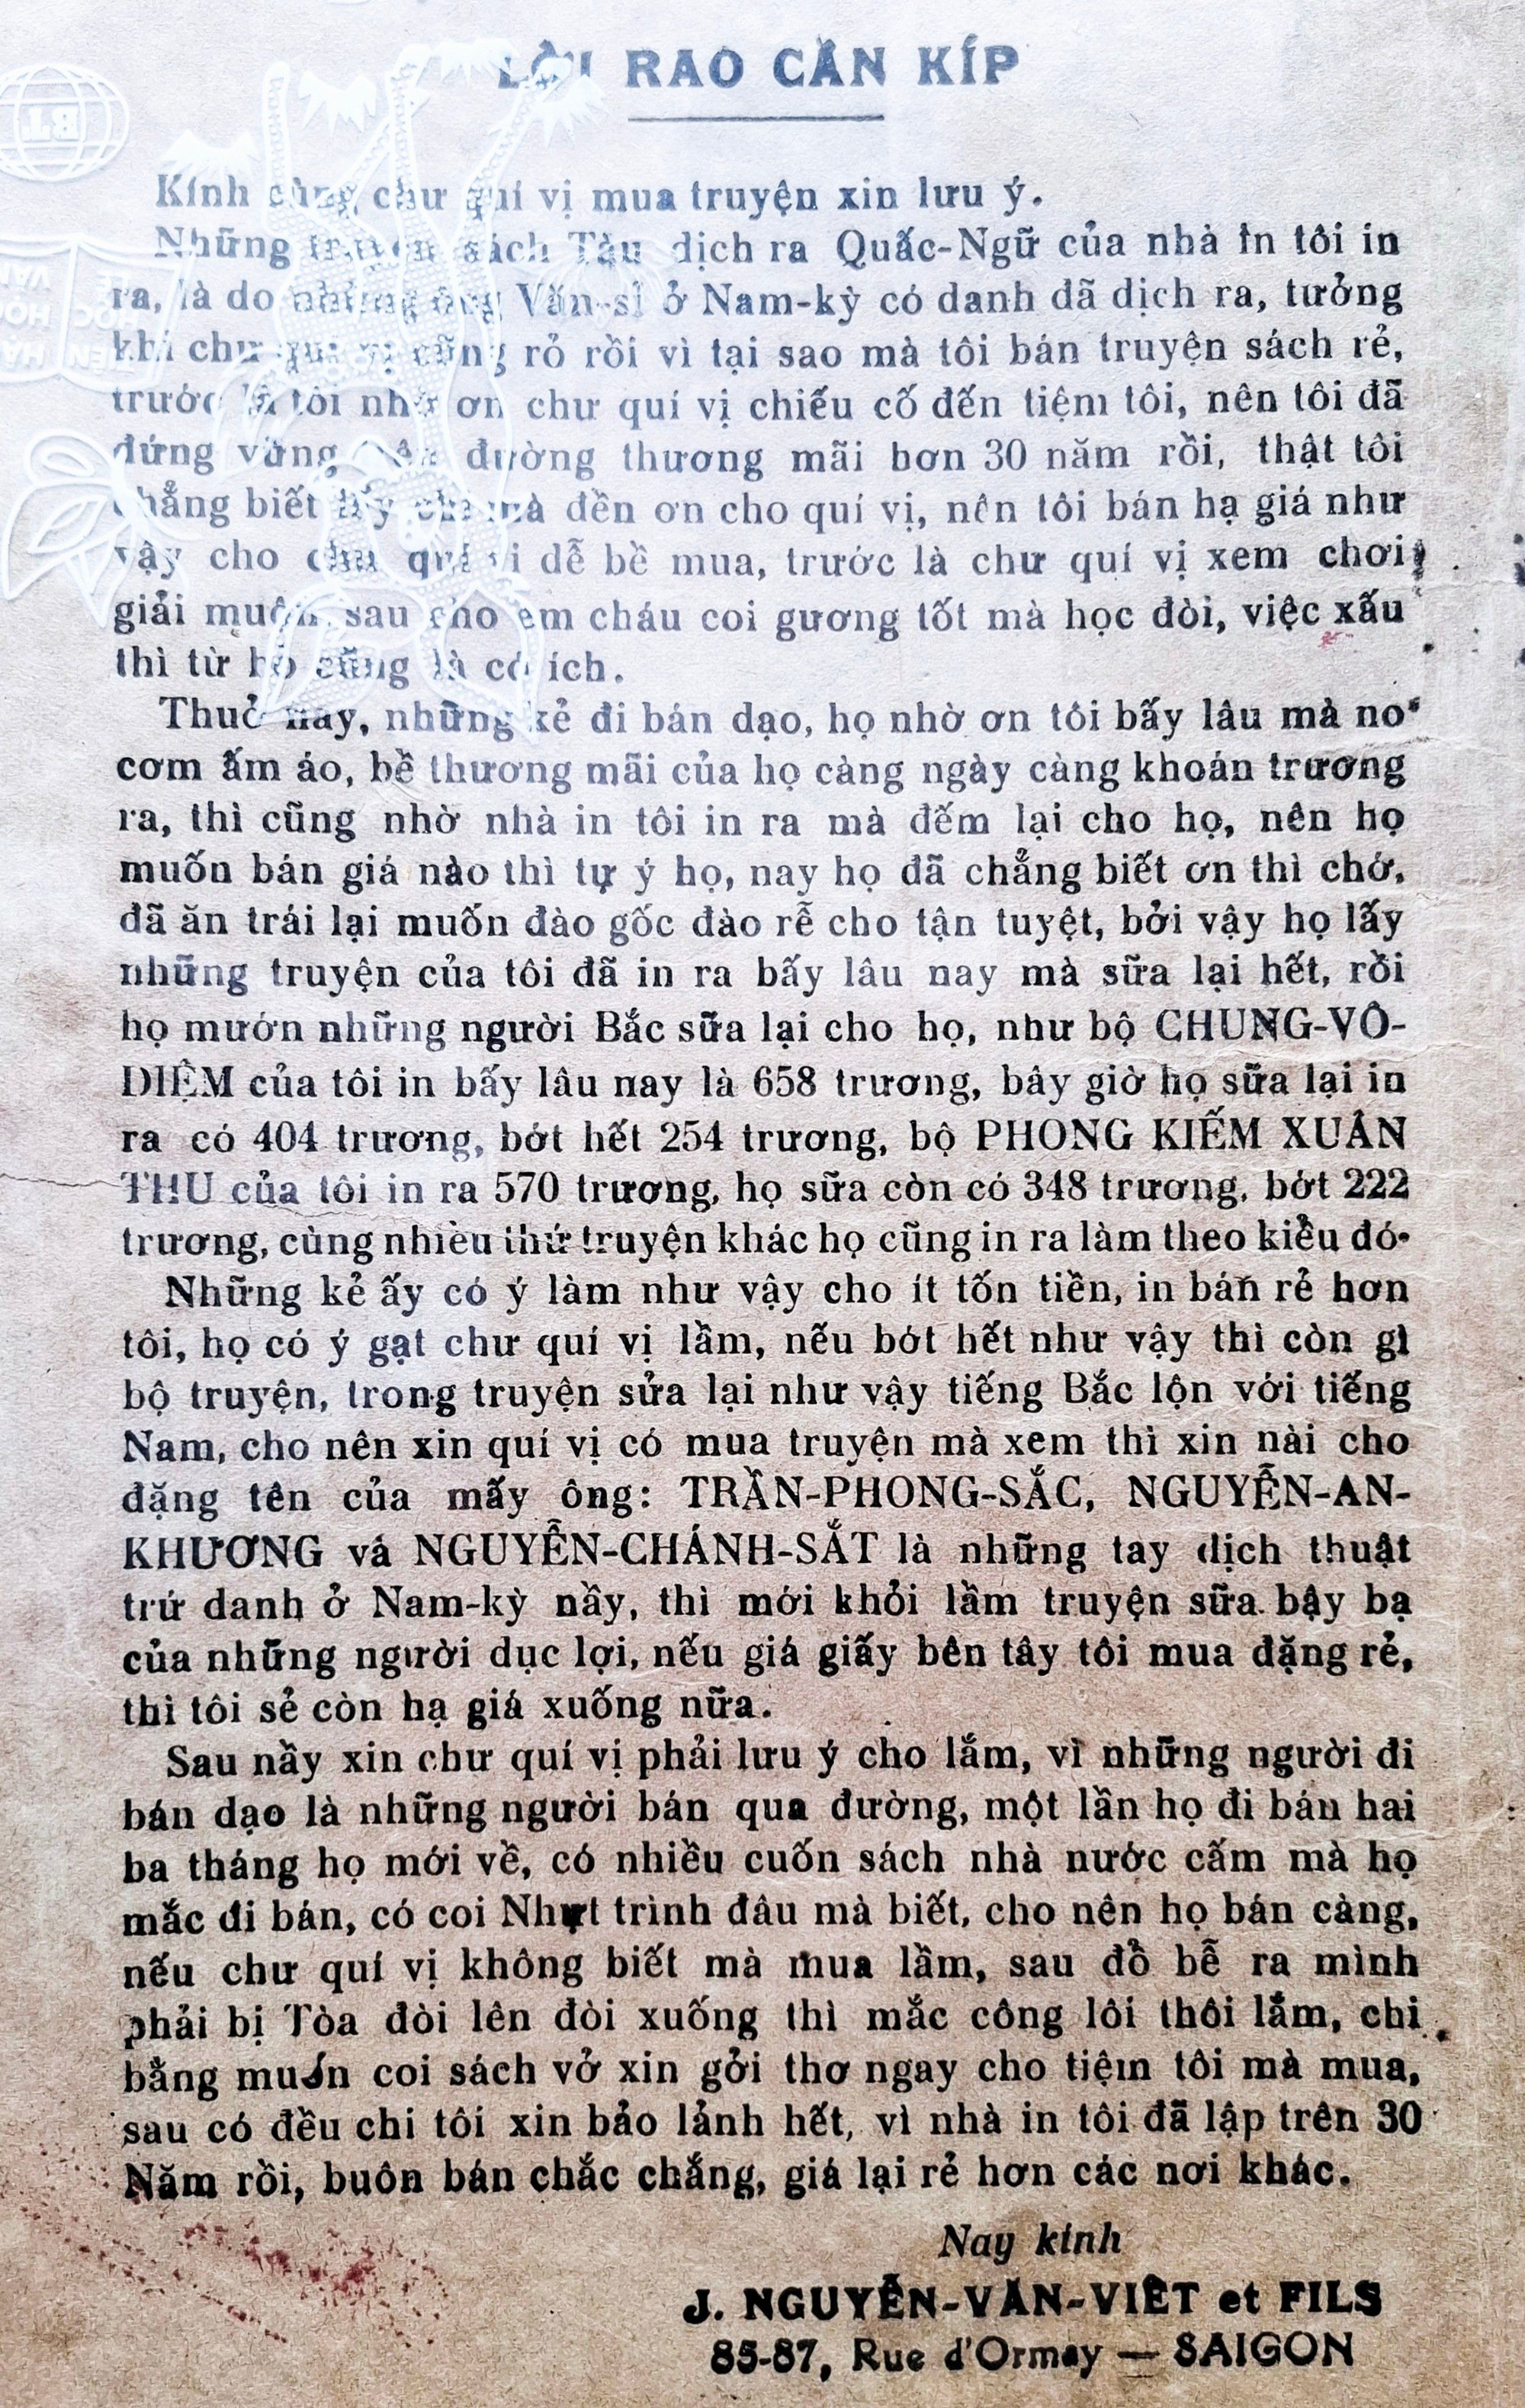 LỜI RAO CẦN KÍP
Kính cùng chư quí vị mua truyện xin lưu ý.
Những truyện sách Tàu dịch ra Quấc-Ngữ của nhà in tôi in
ra, là do những ông Văn-sĩ ở Nam-kỳ có danh đã dịch ra, tưởng
khi chư quí vị cũng rỏ rồi vì tại sao mà tôi bán truyện sách rẻ,
trước là tôi nhờ ơn chư quí vị chiếu cố đến tiệm tôi, nên tôi đã
đứng vững trên đường thương mãi hơn 30 năm rồi, thật tôi
chẳng biết lấy chi mà đền ơn cho quí vị, nên tôi bán hạ giá như
vậy cho chư quí vị dễ bề mua, trước là chư quí vị xem chơi
giải muộn, sau cho em cháu coi gương tốt mà học đòi, việc xấu
thì từ bỏ cũng là có ích.
Thuở nay, những kẻ đi bán dạo, họ nhờ ơn tôi bấy lâu mà no
cơm ấm áo, bề thương mãi của họ càng ngày càng khoán trương
ra, thì cũng nhờ nhà in tôi in ra mà đếm lại cho họ, nên họ
muốn bán giá nào thì tự ý họ, nay họ đã chẳng biết ơn thì chớ,
đã ăn trái lại muốn đào gốc đào rễ cho tận tuyệt, bởi vậy họ lấy
những truyện của tôi đã in ra bấy lâu nay mà sữa lại hết, rồi
họ mướn những người Bắc sữa lại cho họ, như bộ CHUNG-VÔ-
DIỆM của tôi in bấy lâu nay là 658 trương, bây giờ họ sữa lại in
ra có 404 trương, bớt hết 254 trương, bộ PHONG KIẾM XUÂN
THU của tôi in ra 570 trương, họ sữa còn có 348 trương, bớt 222
trương, cùng nhiều thứ truyện khác họ cũng in ra làm theo kiểu đó.
Những kẻ ấy có ý làm như vậy cho ít tốn tiền, in bán rẻ hơn
tôi, họ có ý gạt chư quí vị lầm, nếu bớt hết như vậy thì còn gì
bộ truyện, trong truyện sửa lại như vậy tiếng Bắc lộn với tiếng
Nam, cho nên xin quí vị có mua truyện mà xem thì xin nài cho
đặng tên của mấy ông: TRẦN-PHONG-SẮC, NGUYỄN-AN-
KHƯƠNG và NGUYỄN-CHÁNH-SẮT là những tay dịch thuật
trứ danh ở Nam-kỳ nầy, thì mới khỏi lầm truyện sữa bậy bạ
của những người dục lợi, nếu giá giấy bên tây tôi mua đặng rẻ,
thì tôi sẻ còn hạ giá xuống nữa.
Sau nầy xin chư quí vị phải lưu ý cho lắm, vì những người đi
bán dạo là những người bán qua đường, một lần họ đi bán hai
ba tháng họ mới về, có nhiều cuốn sách nhà nước cấm mà họ
mắc đi bán, có coi Nhựt trình đâu mà biết, cho nên họ bán càng,
nếu chư quí vị không biết mà mua lầm, sau đổ bể ra mình
phải bị Tòa đòi lên đòi xuống thì mắc công lôi thôi lắm, chi
bằng muốn coi sách vở xin gởi thơ ngay cho tiệm tôi mà mua,
sau có đều chi tôi xin bảo lảnh hết, vì nhà in tôi đã lập trên 30
Năm rồi, buôn bán chắc chắng, giá lại rẻ hơn các nơi khác.
Nay kính
J. NGUYỄN-VĂN-VIẾT et FILS
85-87, Rue d'Ormay — SAIGON